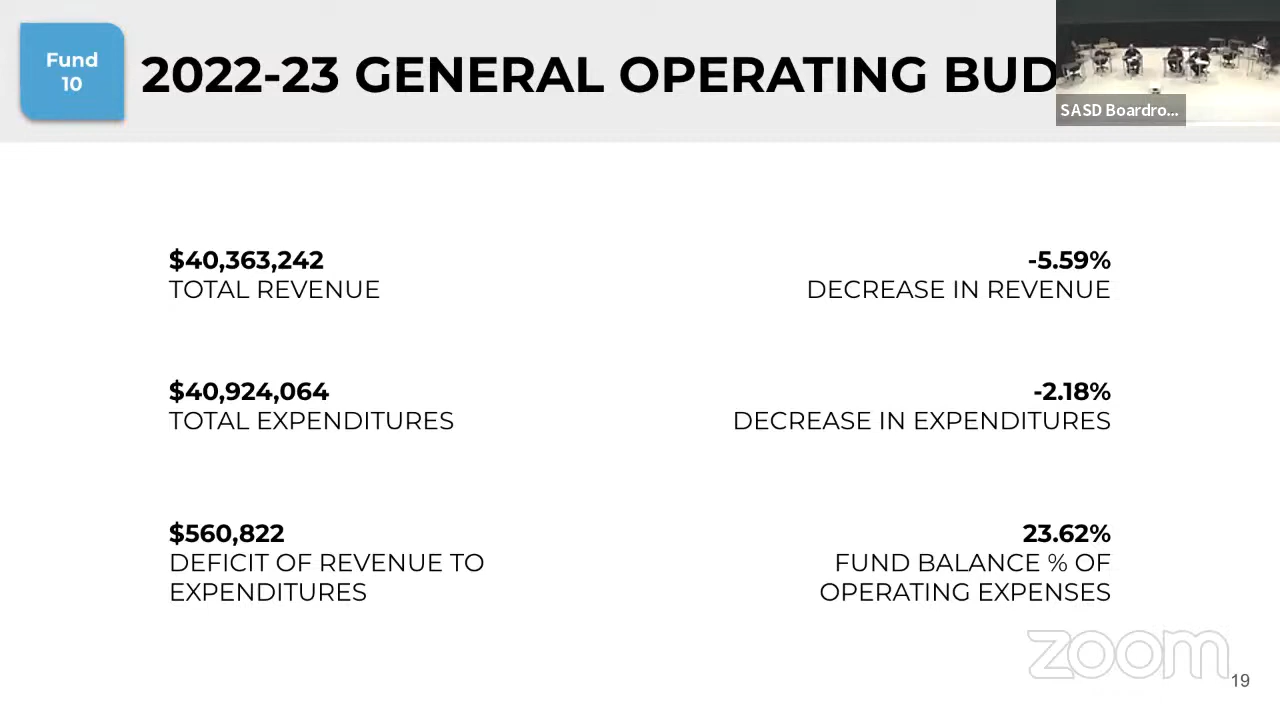 Fund
10
2022-23 GENERAL OPERATING BUD
SASD Boardro...
$40,363,242
TOTAL REVENUE
-5.59%
DECREASE IN REVENUE
$40,924,064
TOTAL EXPENDITURES
-2.18%
DECREASE IN EXPENDITURES
$560,822
DEFICIT OF REVENUE TO
EXPENDITURES
23.62%
FUND BALANCE % OF
OPERATING EXPENSES
zoom
19